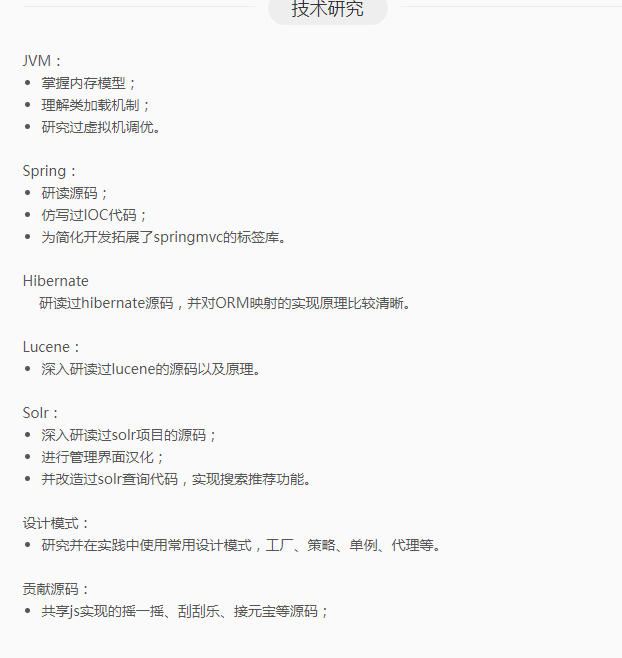 技术研究
JVM：
• 掌握内存模型；
• 理解类加载机制；
• 研究过虚拟机调优。
Spring：
• 研读源码；
• 仿写过IOC代码；
• 为简化开发拓展了springmvc的标签库。
Hibernate
研读过hibernate源码，并对ORM映射的实现原理比较清晰。
Lucene：
• 深入研读过lucene的源码以及原理。
Solr：
• 深入研读过solr项目的源码；
• 进行管理界面汉化；
• 并改造过solr查询代码，实现搜索推荐功能。
设计模式：
• 研究并在实践中使用常用设计模式，工厂、策略、单例、代理等。
贡献源码：
• 共享js实现的摇一摇、刮刮乐、接元宝等源码；